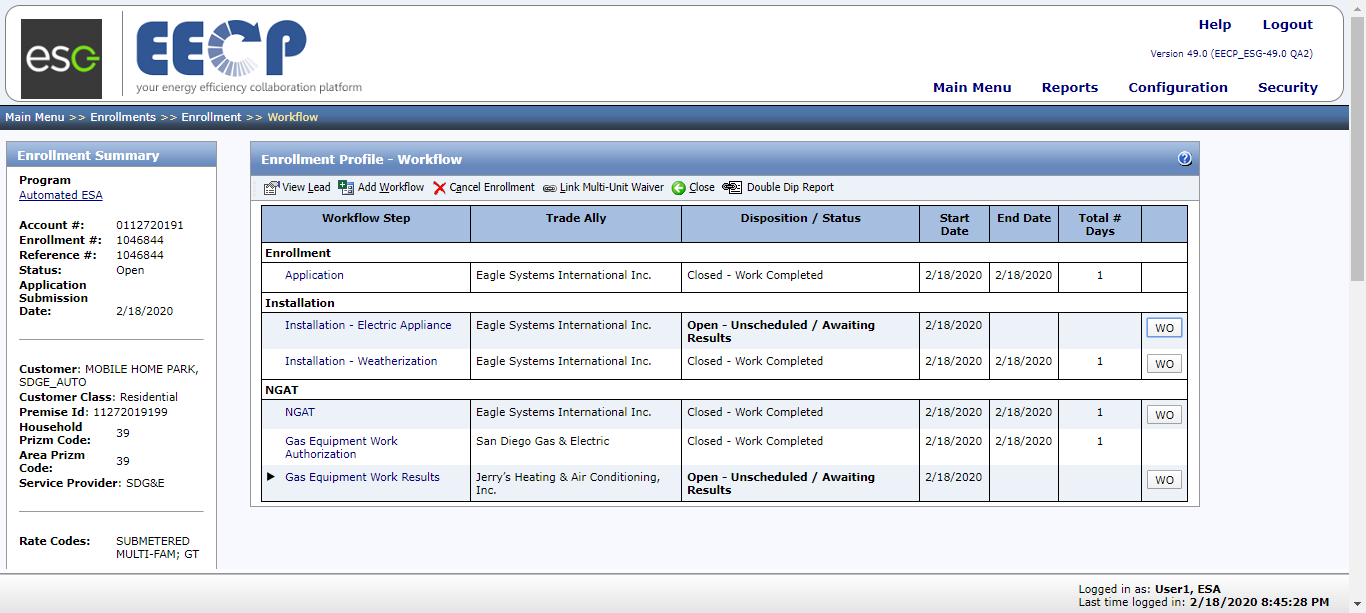 esg
EECP
your energy efficiency collaboration platform
Help Logout
Version 49.0 (EECP_ESG-49.0 QA2)
Main Menu Reports Configuration Security
Main Menu >> Enrollments >> Enrollment >> Workflow
Enrollment Summary
Program
Automated ESA
Account #: 0112720191
Enrollment #: 1046844
Reference #: 1046844
Status: Open
Application
Submission
Date: 2/18/2020
Customer: MOBILE HOME PARK,
SDGE_AUTO
Customer Class: Residential
Premise Id: 11272019199
Household
Prizm Code: 39
Area Prizm
Code: 39
Service Provider: SDG&E
Rate Codes: SUBMETERED
MULTI-FAM; GT
Enrollment Profile - Workflow
?
View Lead Add Workflow Cancel Enrollment Link Multi-Unit Waiver Close Double Dip Report
Workflow Step Trade Ally Disposition / Status Start End Date Total #
Date Days
Enrollment
Application Eagle Systems International Inc. Closed - Work Completed 2/18/2020 2/18/2020 1
Installation
Installation - Electric Appliance Eagle Systems International Inc. Open - Unscheduled / Awaiting 2/18/2020 WO
Results
Installation - Weatherization Eagle Systems International Inc. Closed - Work Completed 2/18/2020 2/18/2020 1 WO
NGAT
NGAT Eagle Systems International Inc. Closed - Work Completed 2/18/2020 2/18/2020 1 WO
Gas Equipment Work San Diego Gas & Electric Closed - Work Completed 2/18/2020 2/18/2020 1
Authorization
Gas Equipment Work Results Jerry's Heating & Air Conditioning, Open - Unscheduled / Awaiting 2/18/2020 WO
Inc. Results
Logged in as: User1, ESA
Last time logged in: 2/18/2020 8:45:28 PM